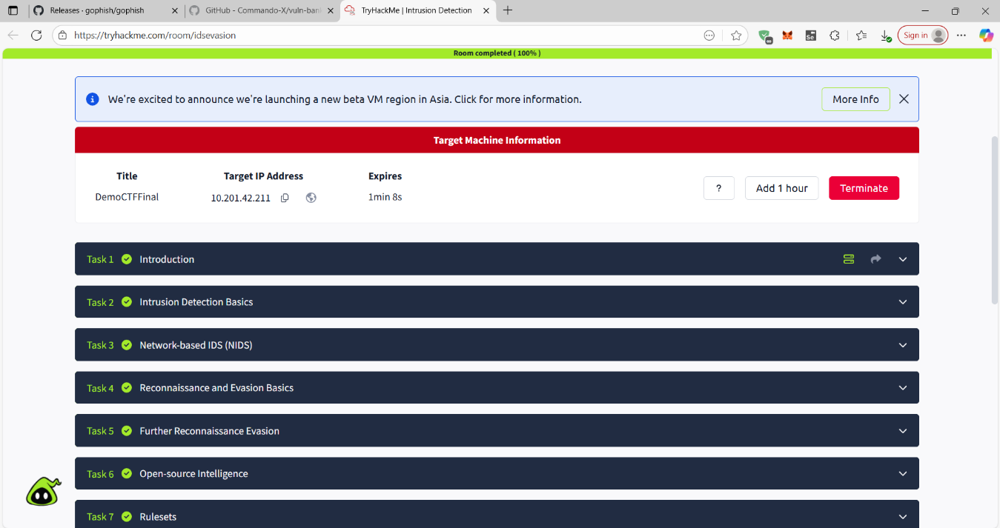 Releases · gophish/gophish
GitHub - Commando-X/vuln-ban
TryHackMe | Intrusion Detection
https://tryhackme.com/room/idsevasion
Se
Sign in
Room completed ( 100% )
We're excited to announce we're launching a new beta VM region in Asia. Click for more information.
More Info
Target Machine Information
Title
Target IP Address
Expires
DemoCTFFinal
10.201.42.211
1min 8s
?
Add 1 hour
Terminate
Task 1 Introduction
Task 2 Intrusion Detection Basics
Task 3 Network-based IDS (NIDS)
Task 4 Reconnaissance and Evasion Basics
Task 5 Further Reconnaissance Evasion
Task 6 Open-source Intelligence
Task 7 Rulesets